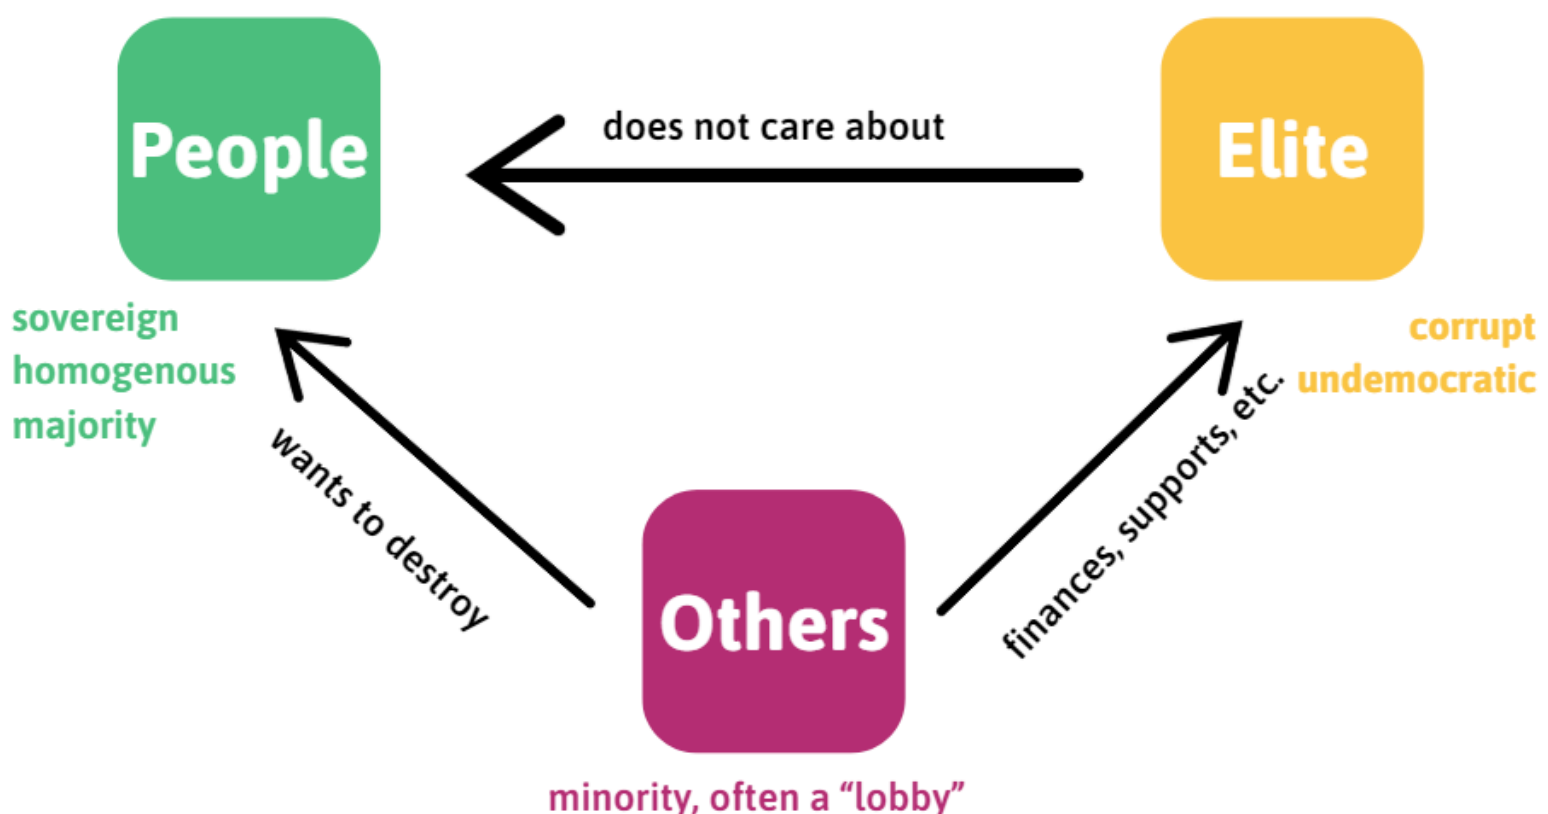 People
does not care about
Elite
sovereign
homogenous
majority
corrupt
undemocratic
wants to destroy
finances, supports, etc.
Others
minority, often a “lobby”